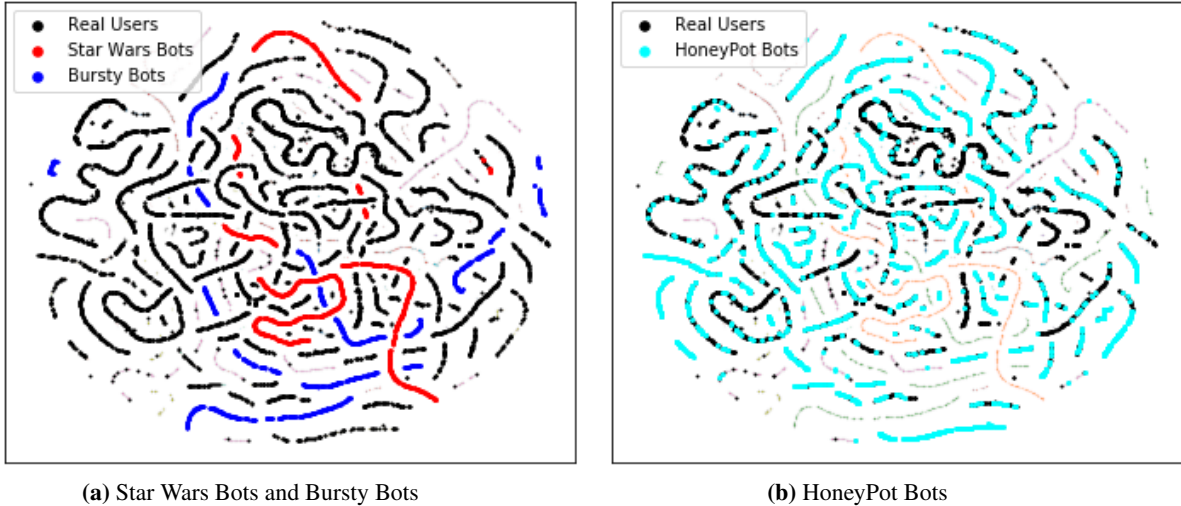 Real Users
Star Wars Bots
Bursty Bots
Real Users
HoneyPot Bots
(a) Star Wars Bots and Bursty Bots
(b) HoneyPot Bots